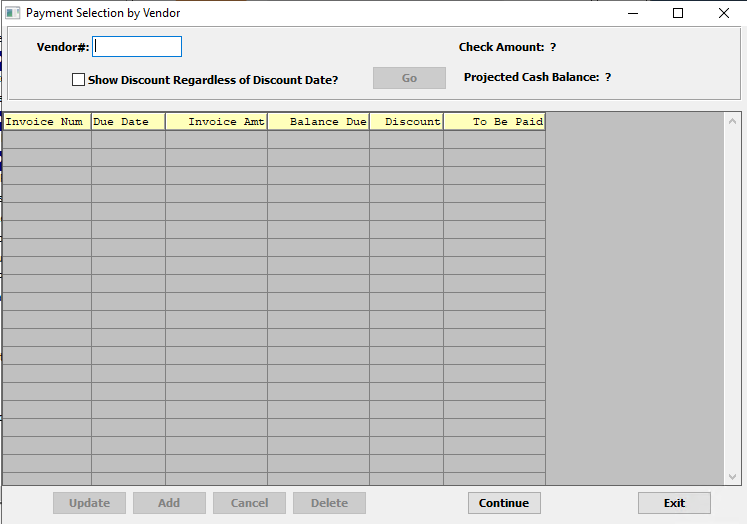 Payment Selection by Vendor
Vendor#:
Check Amount: ?
Show Discount Regardless of Discount Date?
Go
Projected Cash Balance: ?
Invoice Num Due Date Invoice Amt Balance Due Discount To Be Paid
Update Add Cancel Delete Continue Exit